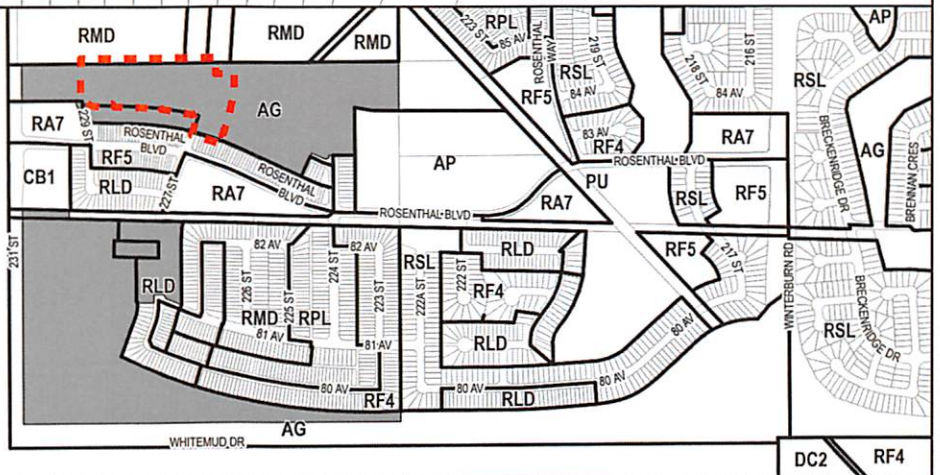 RMD
RMD
RMD
223 ST
RPL
85 AV
ROSENTHAL
WAY
219 ST
RSL
84 AV
RF5
83 AV
RF4
218 ST
216 ST
84 AV
AP
RSL
AG
RA7
229 ST
ROSENTHAL
BLVD
RF5
CB1
RLD
227 ST
RA7
ROSENTHAL
BLVD
AP
ROSENTHAL BLVD
PU
RA7
RA7
RSL
RF5
BRECKENRIDGE DR
AG
BRENNAN CRES
ROSENTHAL BLVD
231 ST
RLD
82 AV
82 AV
226 ST
RMD
225 ST
RPL
224 ST
223 ST
81 AV
81 AV
80 AV
RF4
RSL
222A ST
222 ST
RLD
RF4
RLD
80 AV
RLD
80 AV
80 AV
RF5
217 ST
WINTERBURN RD
RSL
BRECKENRIDGE DR
AG
WHITEMUD DR
DC2
RF4